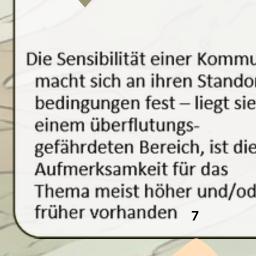 Die Sensibilität einer Kommu
macht sich an ihren Standor
bedingungen fest – liegt sie
einem überflutungs-
gefährdeten Bereich, ist die
Aufmerksamkeit für das
Thema meist höher und/od
früher vorhanden 7